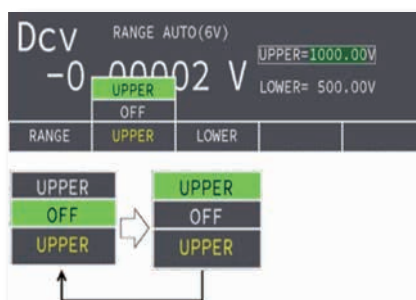 Dcv RANGE AUTO(6V)
UPPER=1000.00V
-0.00002 V
LOWER= 500.00V
UPPER
OFF
RANGE UPPER LOWER
UPPER UPPER
OFF OFF
UPPER UPPER